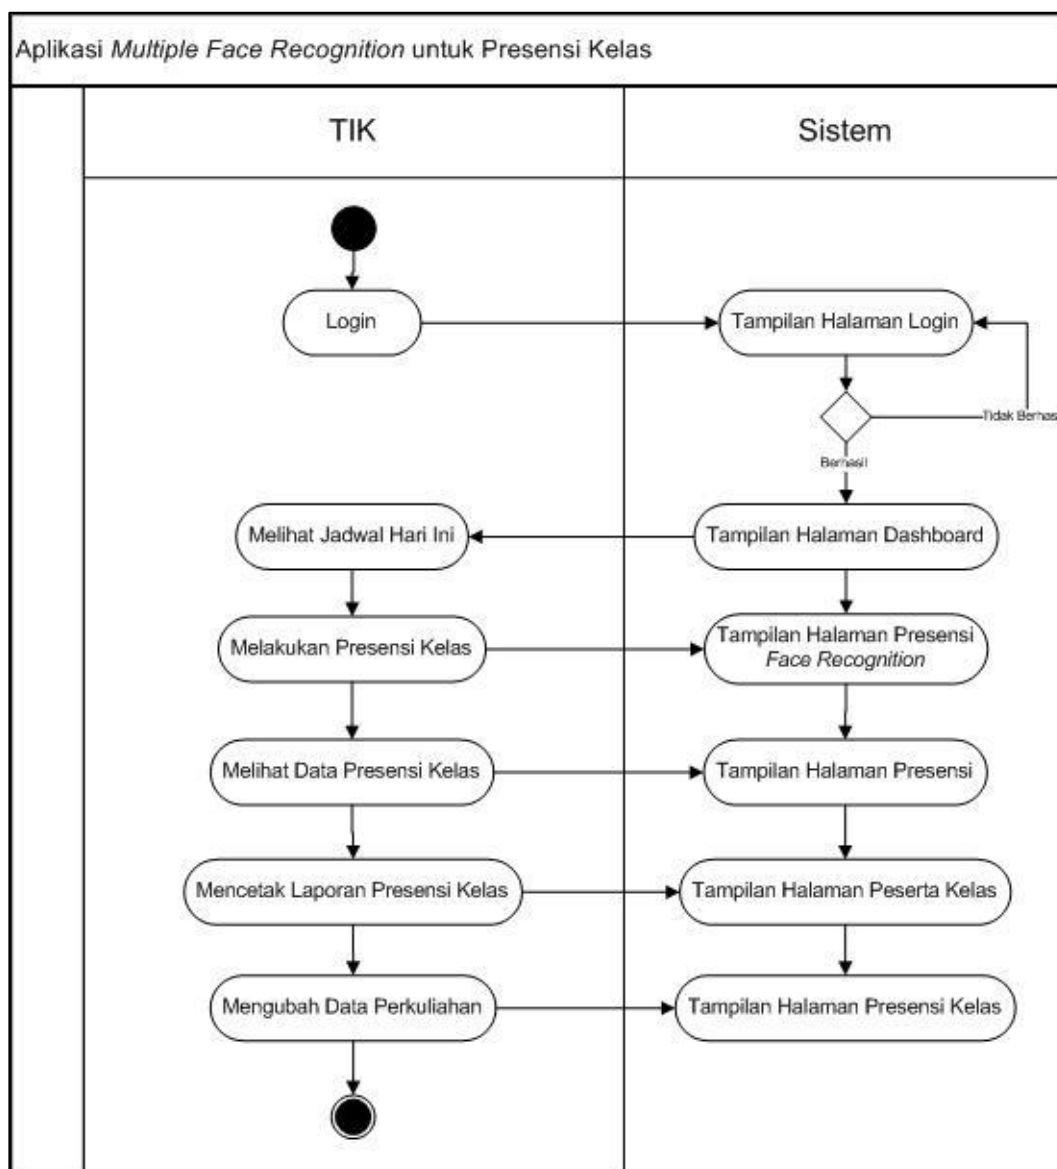 Aplikasi Multiple Face Recognition untuk Presensi Kelas
TIK
Sistem
Login
Tampilan Halaman Login
Tidak Berhas
Berhasil
Melihat Jadwal Hari Ini
Tampilan Halaman Dashboard
Melakukan Presensi Kelas
Tampilan Halaman Presensi
Face Recognition
Melihat Data Presensi Kelas
Tampilan Halaman Presensi
Mencetak Laporan Presensi Kelas
Tampilan Halaman Peserta Kelas
Mengubah Data Perkuliahan
Tampilan Halaman Presensi Kelas